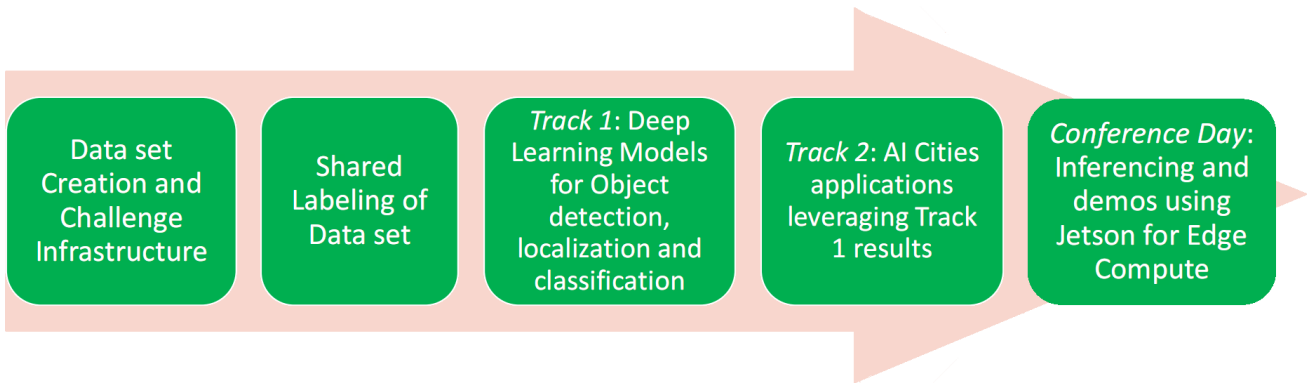 Data set
Creation and
Challenge
Infrastructure
Shared
Labeling of
Data set
Track 1: Deep
Learning Models
for Object
detection,
localization and
classification
Track 2: AI Cities
applications
leveraging Track
1 results
Conference Day:
Inferencing and
demos using
Jetson for Edge
Compute